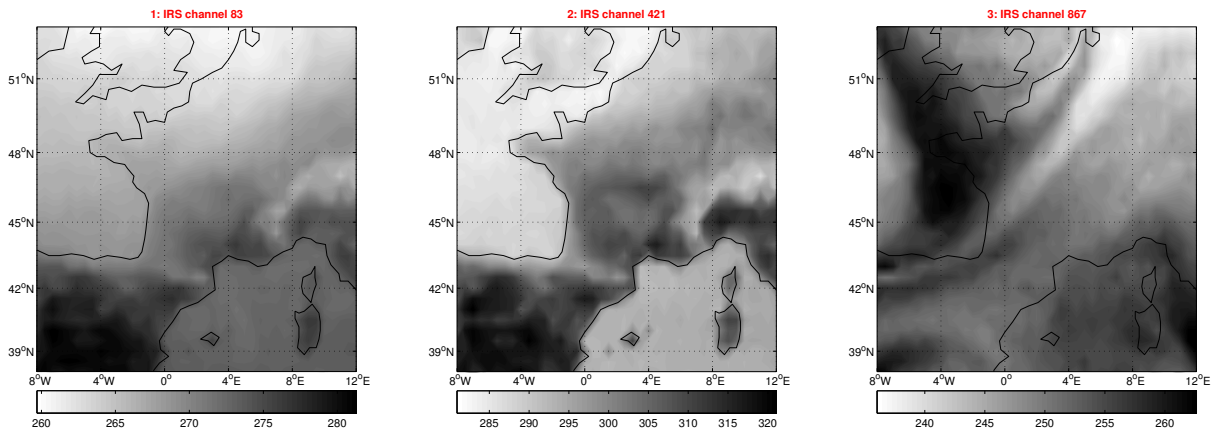 1: IRS channel 83
2: IRS channel 421
3: IRS channel 867
51°N
51°N
51°N
48°N
48°N
48°N
45°N
45°N
45°N
42°N
42°N
42°N
39°N
39°N
39°N
8°W 4°W 0° 4°E 8°E 12°E
8°W 4°W 0° 4°E 8°E 12°E
8°W 4°W 0° 4°E 8°E 12°E
260 265 270 275 280
285 290 295 300 305 310 315 320
240 245 250 255 260